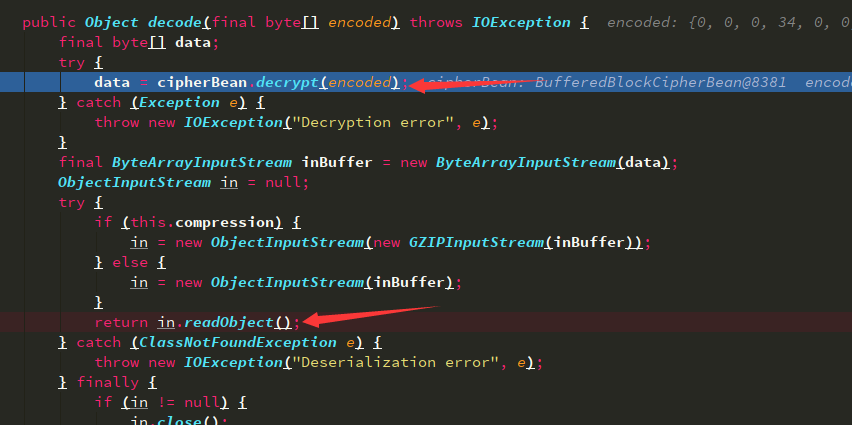 public Object decode(final byte[] encoded) throws IOException {   encoded: {0, 0, 0, 34, 0, 0
final byte[] data;
try {
data = cipherBean.decrypt(encoded);   cipherBean: BufferedBlockCipherBean@8381   encode
} catch (Exception e) {
throw new IOException("Decryption error", e);
}
final ByteArrayInputStream inBuffer = new ByteArrayInputStream(data);
ObjectInputStream in = null;
try {
if (this.compression) {
in = new ObjectInputStream(new GZIPInputStream(inBuffer));
} else {
in = new ObjectInputStream(inBuffer);
}
return in.readObject();
} catch (ClassNotFoundException e) {
throw new IOException("Deserialization error", e);
} finally {
if (in != null) {
in.close();